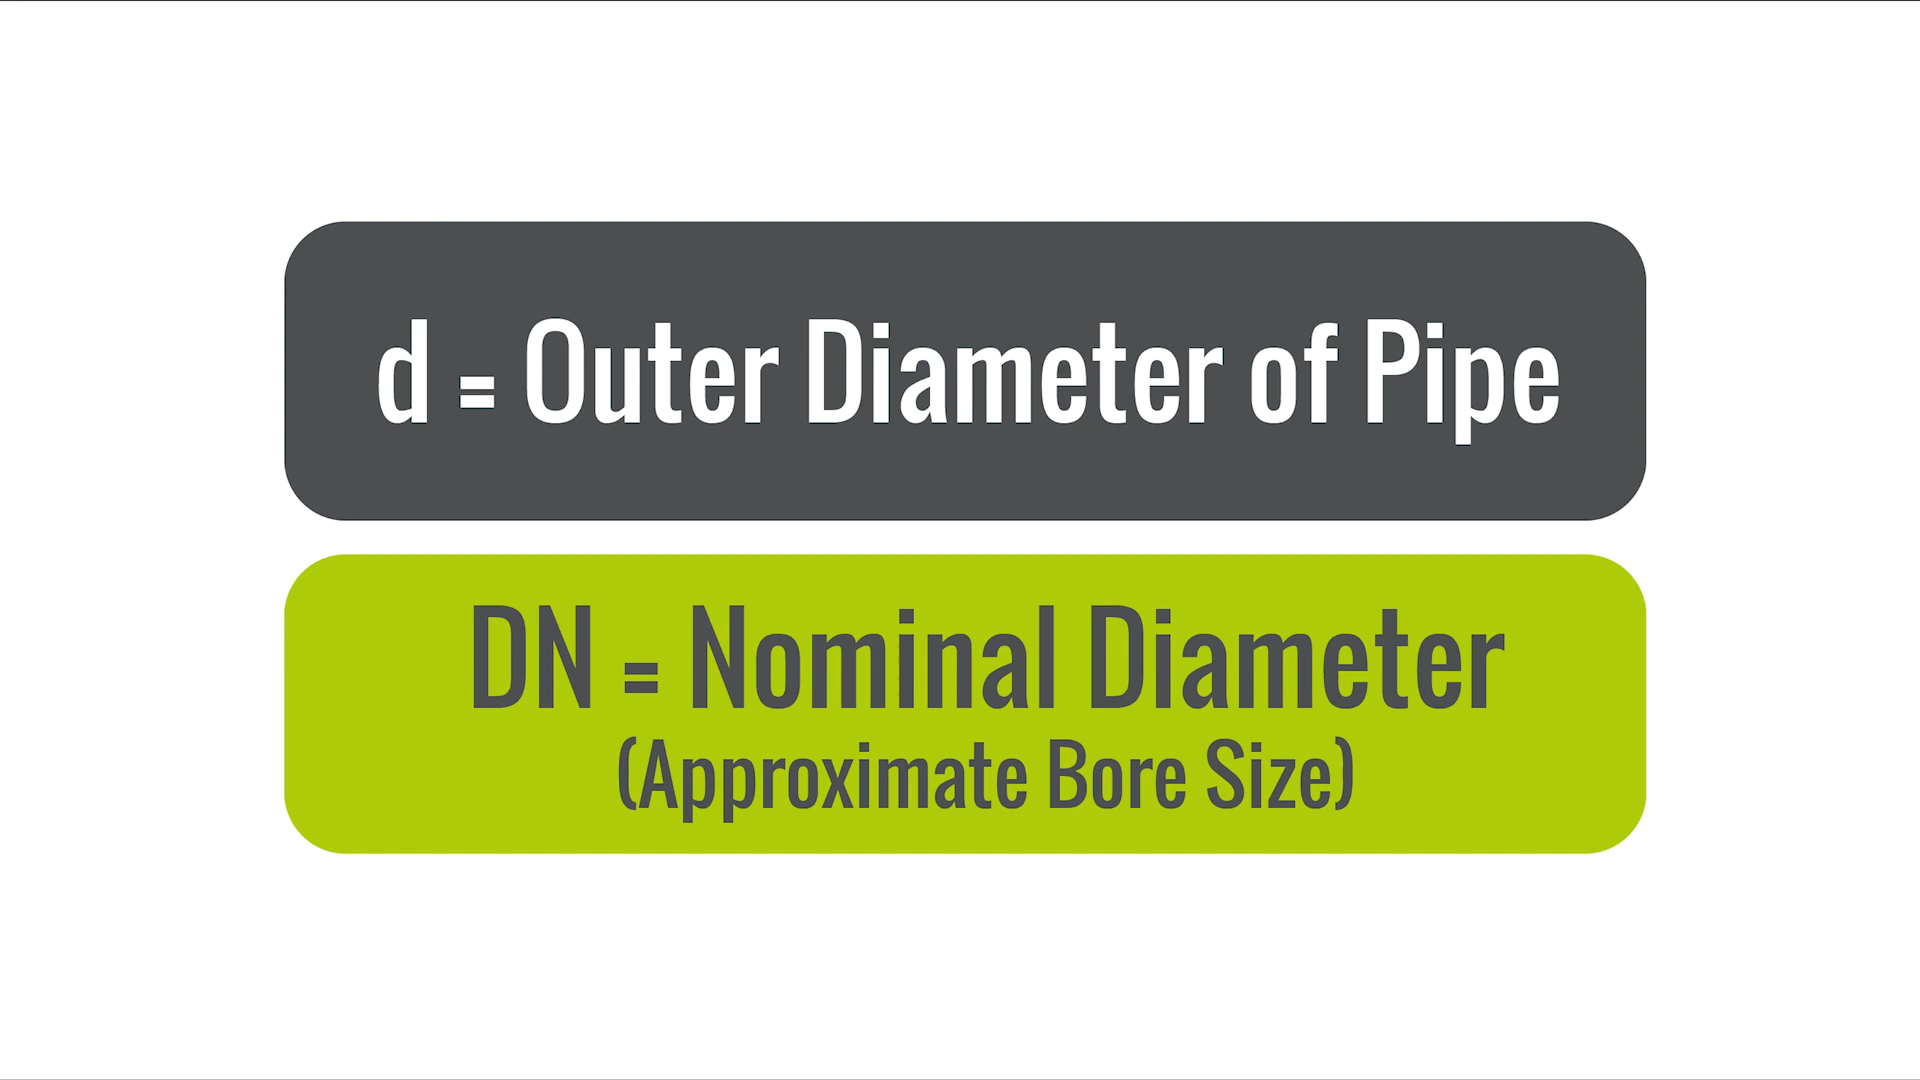 d = Outer Diameter of Pipe
DN = Nominal Diameter
(Approximate Bore Size)